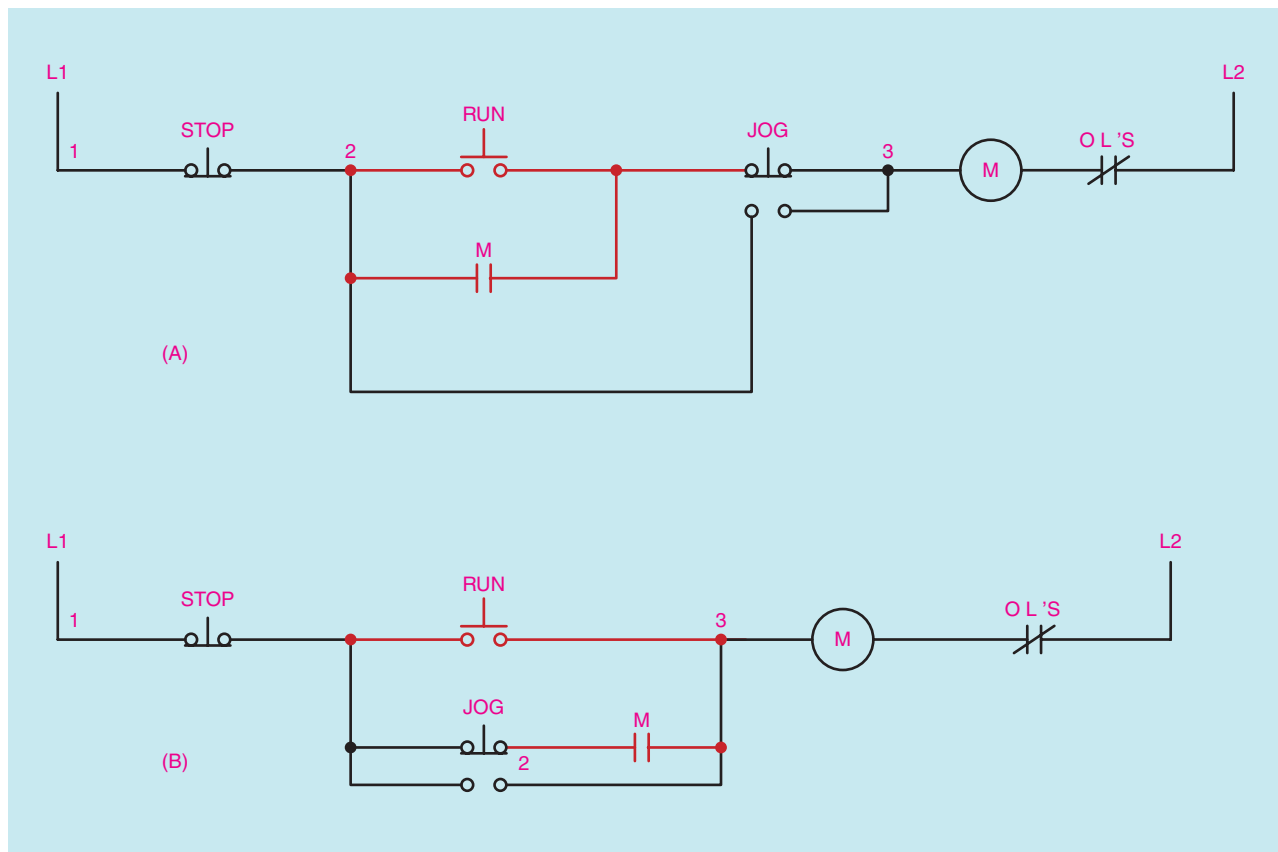 L1 L2
RUN
STOP JOG O L 'S
1 2 3
M
M
(A)
L1 L2
RUN
STOP O L 'S
1 3
M
JOG M
2
(B)